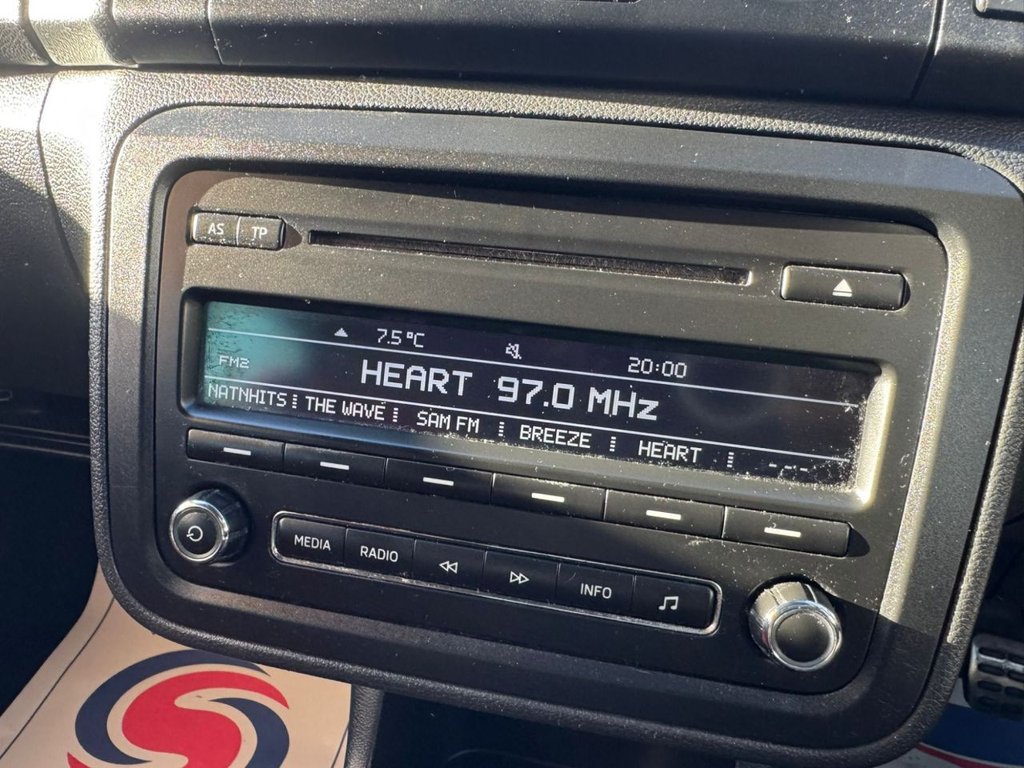 AS TP
7.5°C 20:00
FM2
HEART 97.0 MHz
NATNHITS THE WAVE SAM FM BREEZE HEART ---
MEDIA RADIO INFO